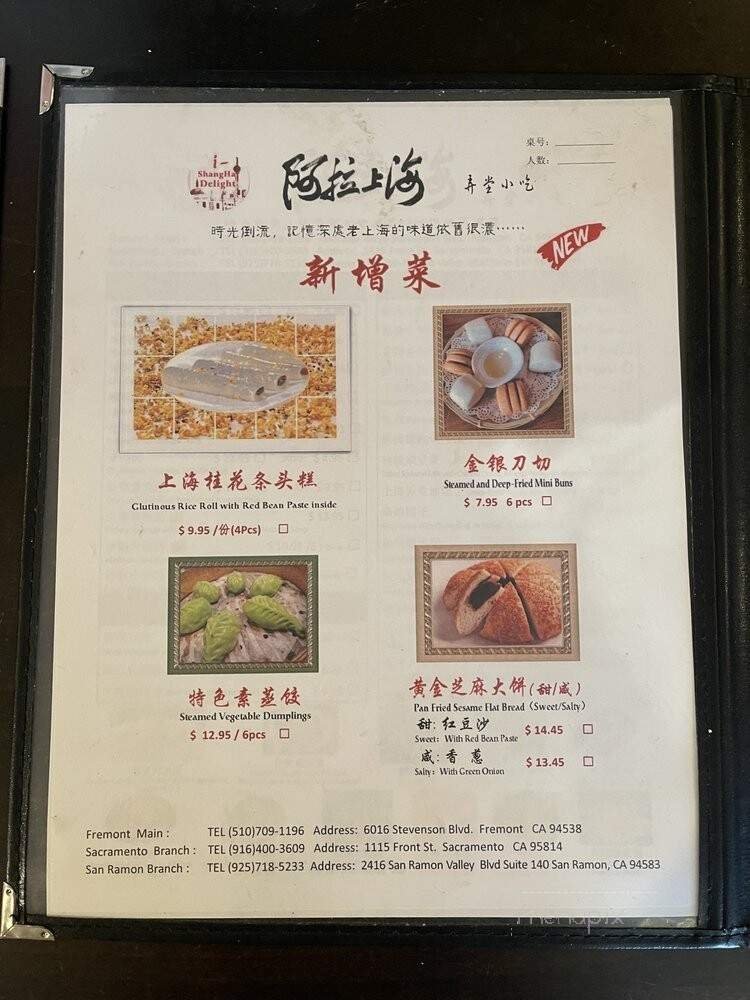 桌号：
人数：
i-
ShangHai
Delight
阿拉上海
弄堂小吃
時光倒流，記憶深處老上海的味道依舊很濃……
NEW
新增菜
上海桂花条头糕
Glutinous Rice Roll with Red Bean Paste inside
$ 9.95 /份(4Pcs) □
金银刀切
Steamed and Deep-Fried Mini Buns
$ 7.95 6 pcs □
特色素蒸饺
Steamed Vegetable Dumplings
$ 12.95 / 6pcs □
黄金芝麻大饼(甜/咸)
Pan Fried Sesame Flat Bread (Sweet/Salty)
甜: 红豆沙
Sweet: With Red Bean Paste
$ 14.45 □
咸: 香葱
Salty: With Green Onion
$ 13.45 □
Fremont Main : TEL (510)709-1196 Address: 6016 Stevenson Blvd. Fremont CA 94538
Sacramento Branch : TEL (916)400-3609 Address: 1115 Front St. Sacramento CA 95814
San Ramon Branch : TEL (925)718-5233 Address: 2416 San Ramon Valley Blvd Suite 140 San Ramon, CA 94583
menupix